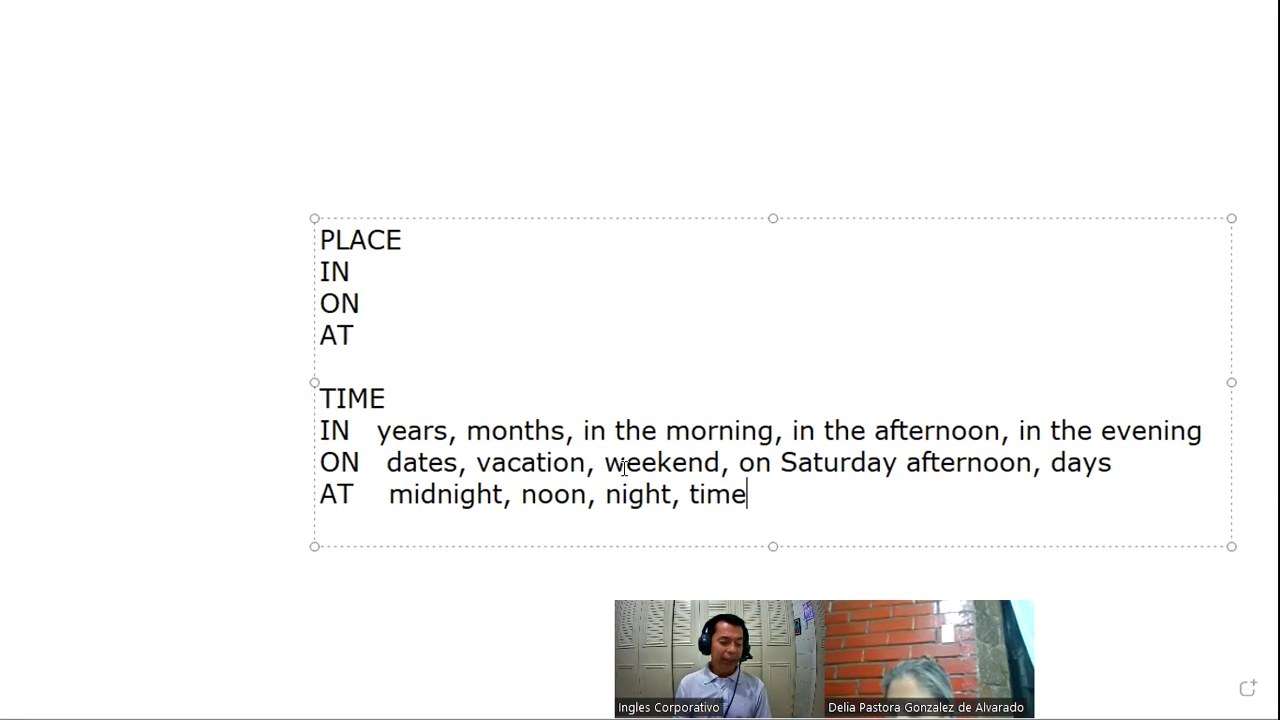 PLACE
IN
ON
AT
TIME
IN years, months, in the morning, in the afternoon, in the evening
ON dates, vacation, weekend, on Saturday afternoon, days
AT midnight, noon, night, time
Ingles Corporativo
Delia Pastora Gonzalez de Alvarado